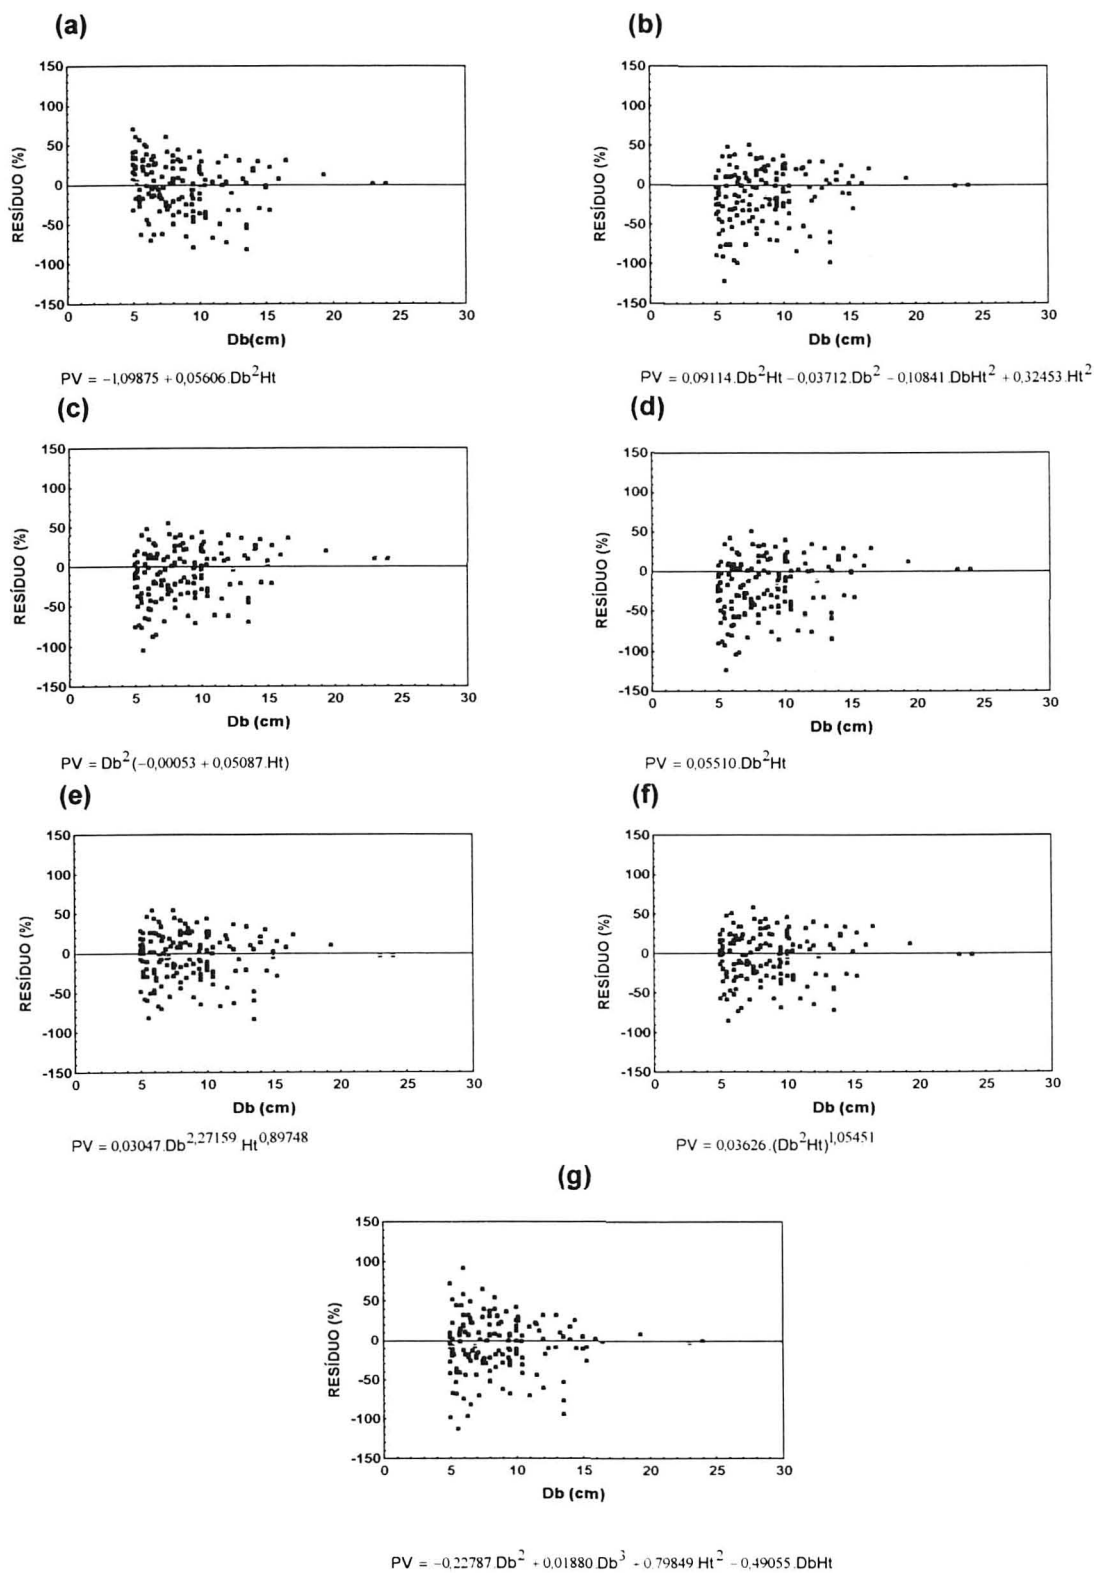 (a)
150
100
50
0
-50
-100
-150
RESÍDUO (%)
0 5 10 15 20 25 30
Db(cm)
PV = -1,09875 + 0,05606.Db²Ht
(b)
150
100
50
0
-50
-100
-150
RESÍDUO (%)
0 5 10 15 20 25 30
Db (cm)
PV = 0,09114.Db²Ht - 0,03712.Db² - 0,10841.DbHt² + 0,32453.Ht²
(c)
150
100
50
0
-50
-100
-150
RESÍDUO (%)
0 5 10 15 20 25 30
Db (cm)
PV = Db²(-0,00053 + 0,05087.Ht)
(d)
150
100
50
0
-50
-100
-150
RESÍDUO (%)
0 5 10 15 20 25 30
Db (cm)
PV = 0,05510.Db²Ht
(e)
150
100
50
0
-50
-100
-150
RESÍDUO (%)
0 5 10 15 20 25 30
Db (cm)
PV = 0,03047.Db^2,27159 Ht^0,89748
(f)
150
100
50
0
-50
-100
-150
RESÍDUO (%)
0 5 10 15 20 25 30
Db (cm)
PV = 0,03626.(Db²Ht)^1,05451
(g)
150
100
50
0
-50
-100
-150
RESÍDUO (%)
0 5 10 15 20 25 30
Db (cm)
PV = -0,22787.Db² + 0,01880.Db³ + 0,79849.Ht² - 0,49055.DbHt